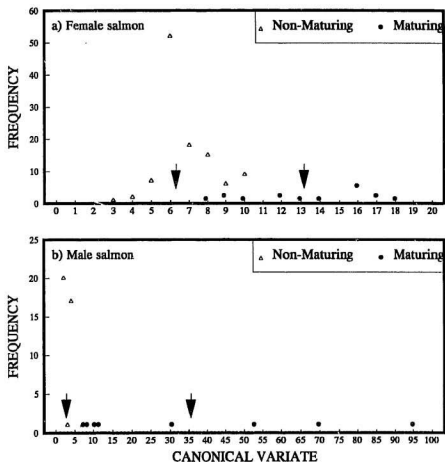 a) Female salmon
Non-Maturing Maturing
FREQUENCY
60
50
40
30
20
10
0
0 1 2 3 4 5 6 7 8 9 10 11 12 13 14 15 16 17 18 19 20
b) Male salmon
Non-Maturing Maturing
FREQUENCY
25
20
15
10
5
0
0 5 10 15 20 25 30 35 40 45 50 55 60 65 70 75 80 85 90 95 100
CANONICAL VARIATE